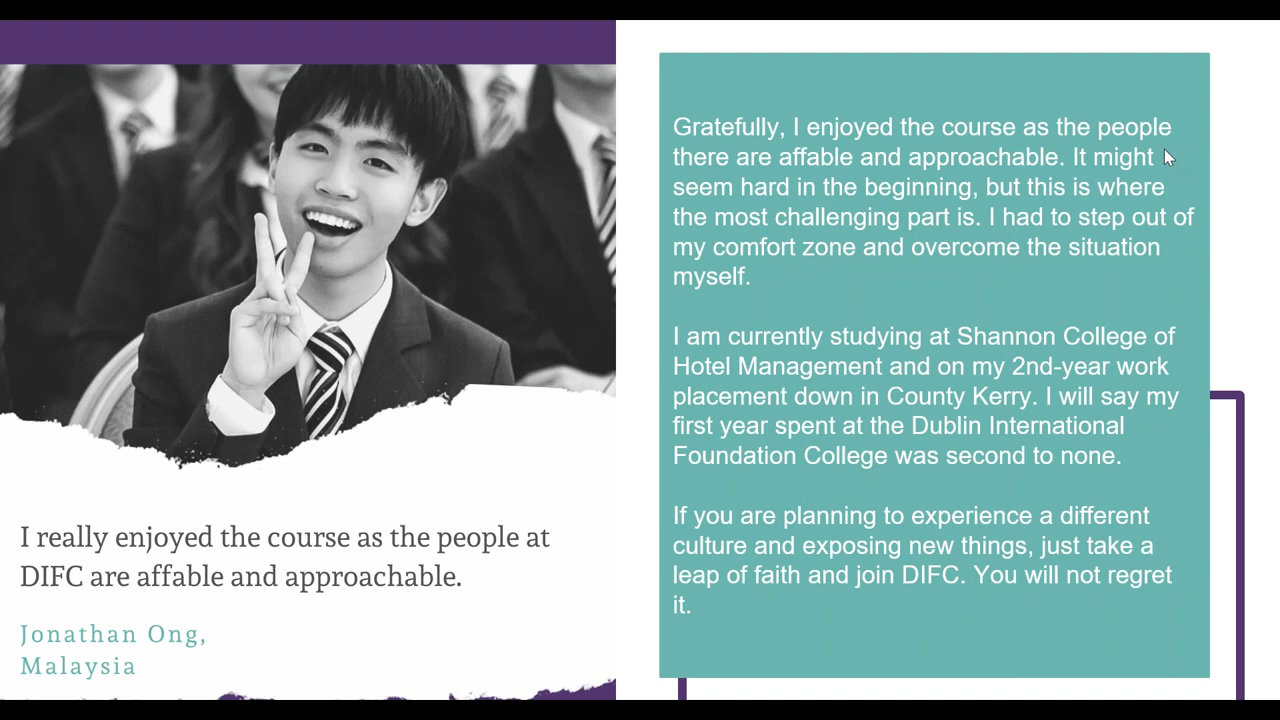 I really enjoyed the course as the people at
DIFC are affable and approachable.
Jonathan Ong,
Malaysia
Gratefully, I enjoyed the course as the people
there are affable and approachable. It might
seem hard in the beginning, but this is where
the most challenging part is. I had to step out of
my comfort zone and overcome the situation
myself.
I am currently studying at Shannon College of
Hotel Management and on my 2nd-year work
placement down in County Kerry. I will say my
first year spent at the Dublin International
Foundation College was second to none.
If you are planning to experience a different
culture and exposing new things, just take a
leap of faith and join DIFC. You will not regret
it.